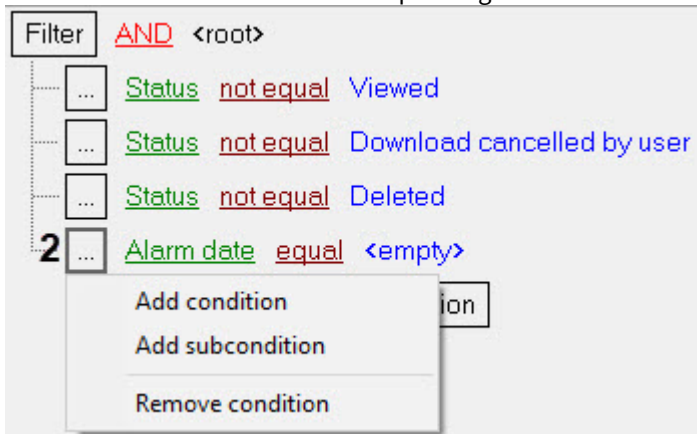 Filter AND <root>
... Status not equal Viewed
... Status not equal Download cancelled by user
... Status not equal Deleted
2 ... Alarm date equal <empty>
Add condition ion
Add subcondition
Remove condition